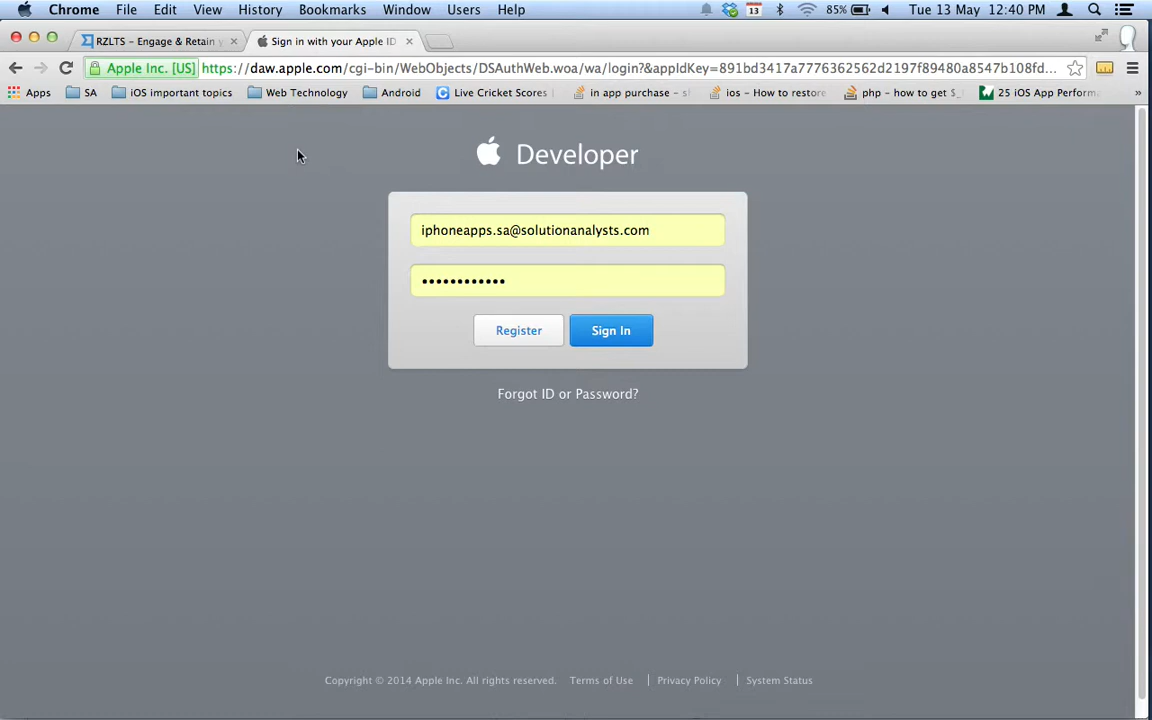 Chrome File Edit View History Bookmarks Window Users Help 13 85% Tue 13 May 12:40 PM
RZLTS - Engage & Retain Sign in with your Apple ID
Apple Inc. [US] https://daw.apple.com/cgi-bin/WebObjects/DSAuthWeb.woa/wa/login?&appIdKey=891bd3417a7776362562d2197f89480a8547b108fd...
Apps SA iOS important topics Web Technology Android Live Cricket Scores in app purchase - ios - How to restore php - how to get $_ 25 iOS App Perform »
Developer
iphoneapps.sa@solutionanalysts.com
••••••••••••
Register Sign In
Forgot ID or Password?
Copyright © 2014 Apple Inc. All rights reserved. Terms of Use | Privacy Policy | System Status